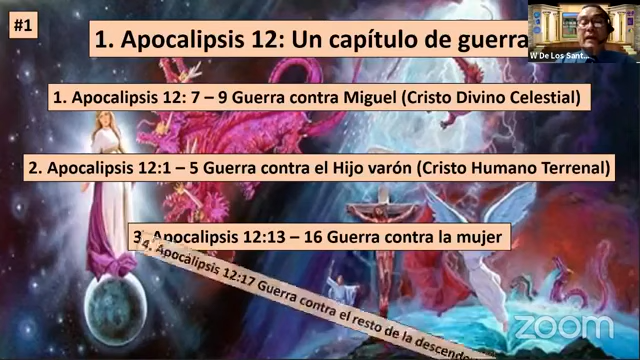 #1
1. Apocalipsis 12: Un capítulo de guerra
W De Los Sant...
1. Apocalipsis 12: 7 – 9 Guerra contra Miguel (Cristo Divino Celestial)
2. Apocalipsis 12:1 – 5 Guerra contra el Hijo varón (Cristo Humano Terrenal)
3. Apocalipsis 12:13 – 16 Guerra contra la mujer
4. Apocalipsis 12:17 Guerra contra el resto de la descende
zoom